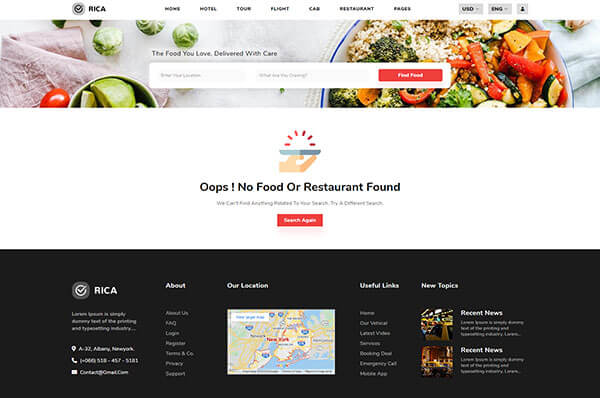 RICA
HOME HOTEL TOUR FLIGHT CAB RESTAURANT PAGES
USD ENG
The Food You Love, Delivered With Care
Enter Your Location
What Are You Craving?
Find Food
Oops ! No Food Or Restaurant Found
We Can't Find Anything Related To Your Search. Try A Different Search.
Search Again
RICA
Lorem Ipsum is simply
dummy text of the printing
and typesetting industry....
A-32, Albany, Newyork.
(+066) 518 - 457 - 5181
Contact@Gmail.Com
About
About Us
FAQ
Login
Register
Terms & Co.
Privacy
Support
Our Location
View larger map
New York
Useful Links
Home
Our Vehical
Latest Video
Services
Booking Deal
Emergency Call
Mobile App
New Topics
Recent News
Lorem Ipsum is simply
dummy text of the printing
and typesetting industry. Lorem...
Recent News
Lorem Ipsum is simply
dummy text of the printing
and typesetting industry. Lorem...